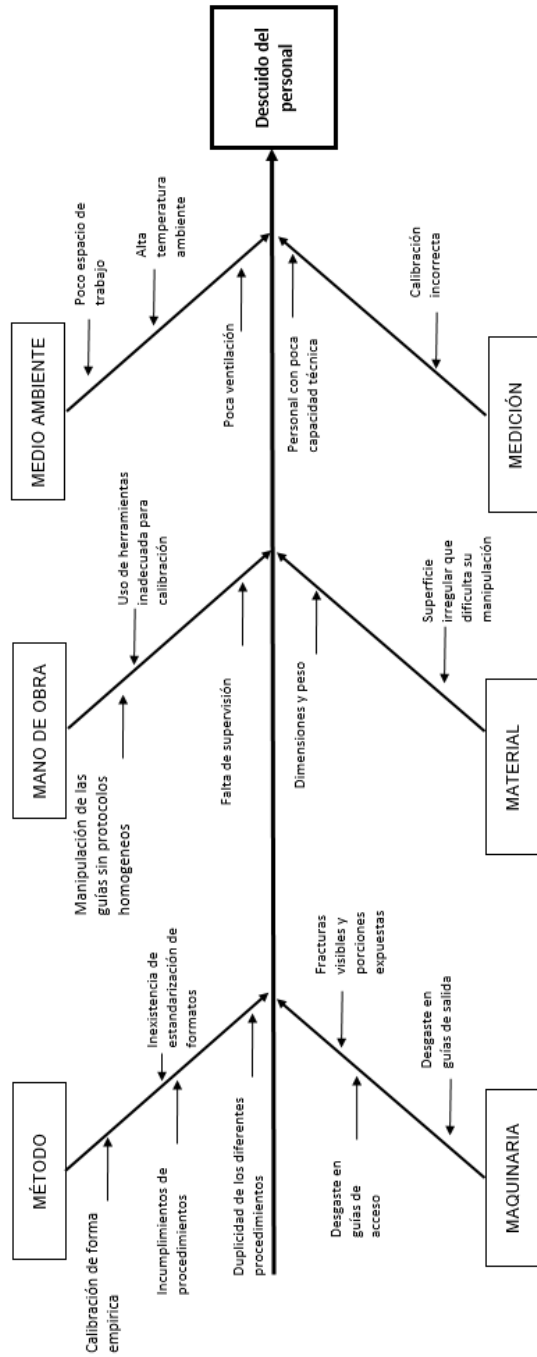 MÉTODO
Calibración de forma
empirica
Inexistencia de
estandarización de
formatos
Incumplimientos de
procedimientos
Duplicidad de los diferentes
procedimientos
MANO DE OBRA
Manipulación de las
guías sin protocolos
homogeneos
Uso de herramientas
inadecuada para
calibración
Falta de supervisión
MEDIO AMBIENTE
Poco espacio de
trabajo
Alta
temperatura
ambiente
Poca ventilación
Descuido del
personal
Fracturas
visibles y
porciones
expuestas
Desgaste en
guías de
acceso
Desgaste en
guías de salida
MAQUINARIA
Dimensiones y peso
Superficie
irregular que
dificulta su
manipulación
MATERIAL
Personal con poca
capacidad técnica
Calibración
incorrecta
MEDICIÓN